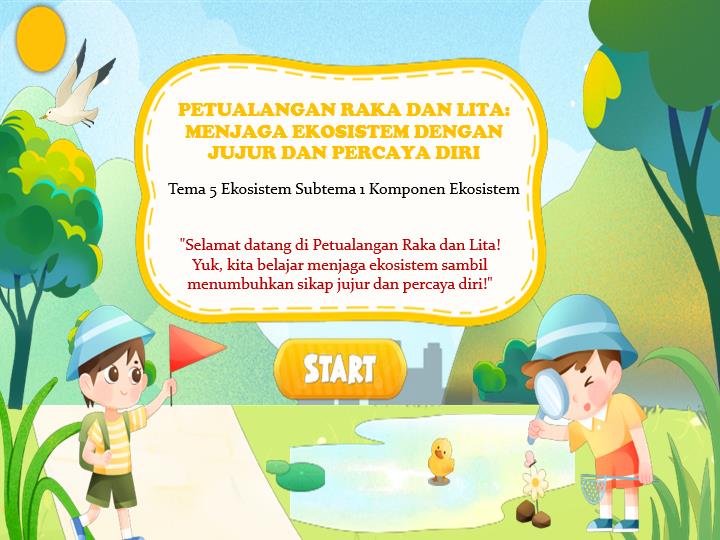 PETUALANGAN RAKA DAN LITA:
MENJAGA EKOSISTEM DENGAN
JUJUR DAN PERCAYA DIRI
Tema 5 Ekosistem Subtema 1 Komponen Ekosistem
"Selamat datang di Petualangan Raka dan Lita!
Yuk, kita belajar menjaga ekosistem sambil
menumbuhkan sikap jujur dan percaya diri!"
START